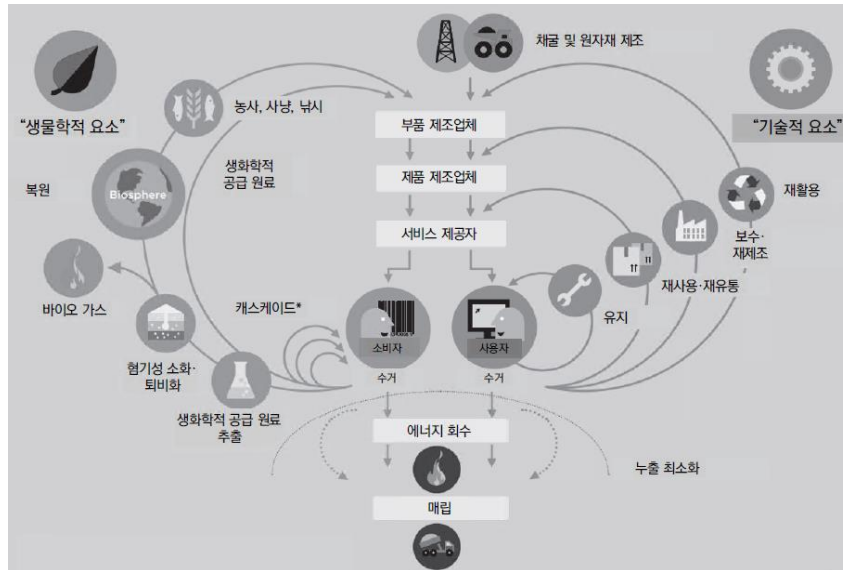 채굴 및 원자재 제조
"생물학적 요소"
농사, 사냥, 낚시
"기술적 요소"
부품 제조업체
생화학적
공급 원료
복원
Biosphere
제품 제조업체
재활용
서비스 제공자
보수·
재제조
재사용·재유통
바이오 가스
캐스케이드*
유지
소비자
사용자
혐기성 소화·
퇴비화
수거
수거
생화학적 공급 원료
추출
에너지 회수
누출 최소화
매립